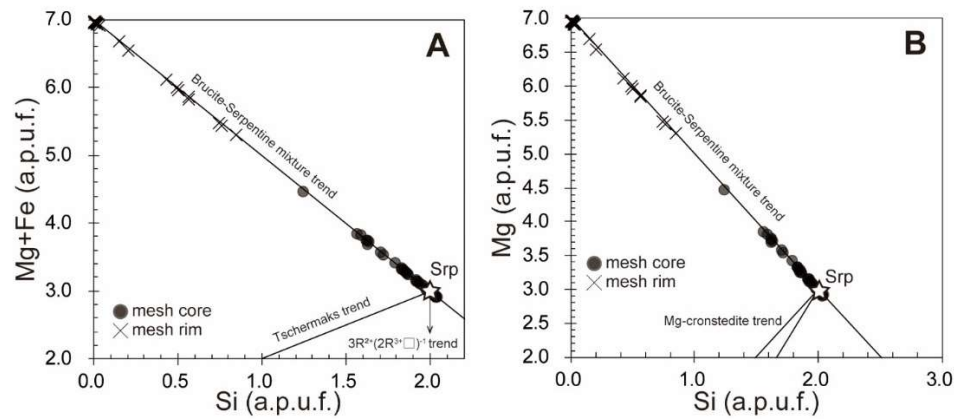 A
7.0
6.0
5.0
4.0
3.0
2.0
Mg+Fe (a.p.u.f.)
Brucite-Serpentine mixture trend
Srp
mesh core
mesh rim
Tschermaks trend
3R²⁺(2R³⁺□)₋₁ trend
0.0 0.5 1.0 1.5 2.0
Si (a.p.u.f.)
B
7.0
6.5
6.0
5.5
5.0
4.5
4.0
3.5
3.0
2.5
2.0
Mg (a.p.u.f.)
Brucite-Serpentine mixture trend
Srp
mesh core
mesh rim
Mg-cronstedite trend
0.0 1.0 2.0 3.0
Si (a.p.u.f.)